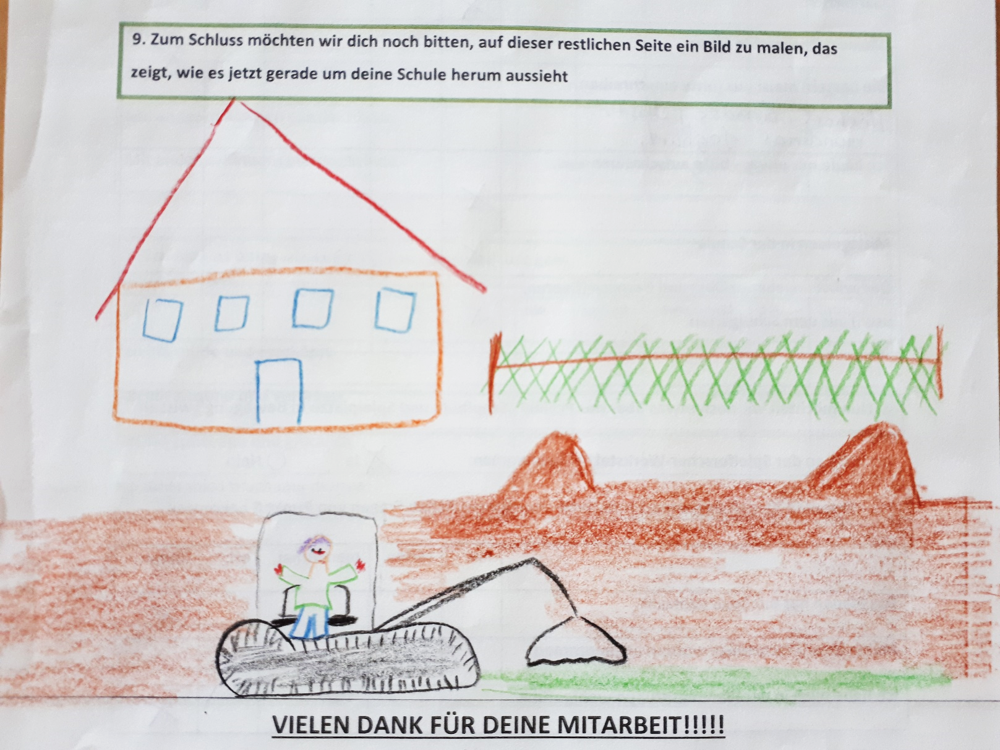 9. Zum Schluss möchten wir dich noch bitten, auf dieser restlichen Seite ein Bild zu malen, das
zeigt, wie es jetzt gerade um deine Schule herum aussieht
VIELEN DANK FÜR DEINE MITARBEIT!!!!!